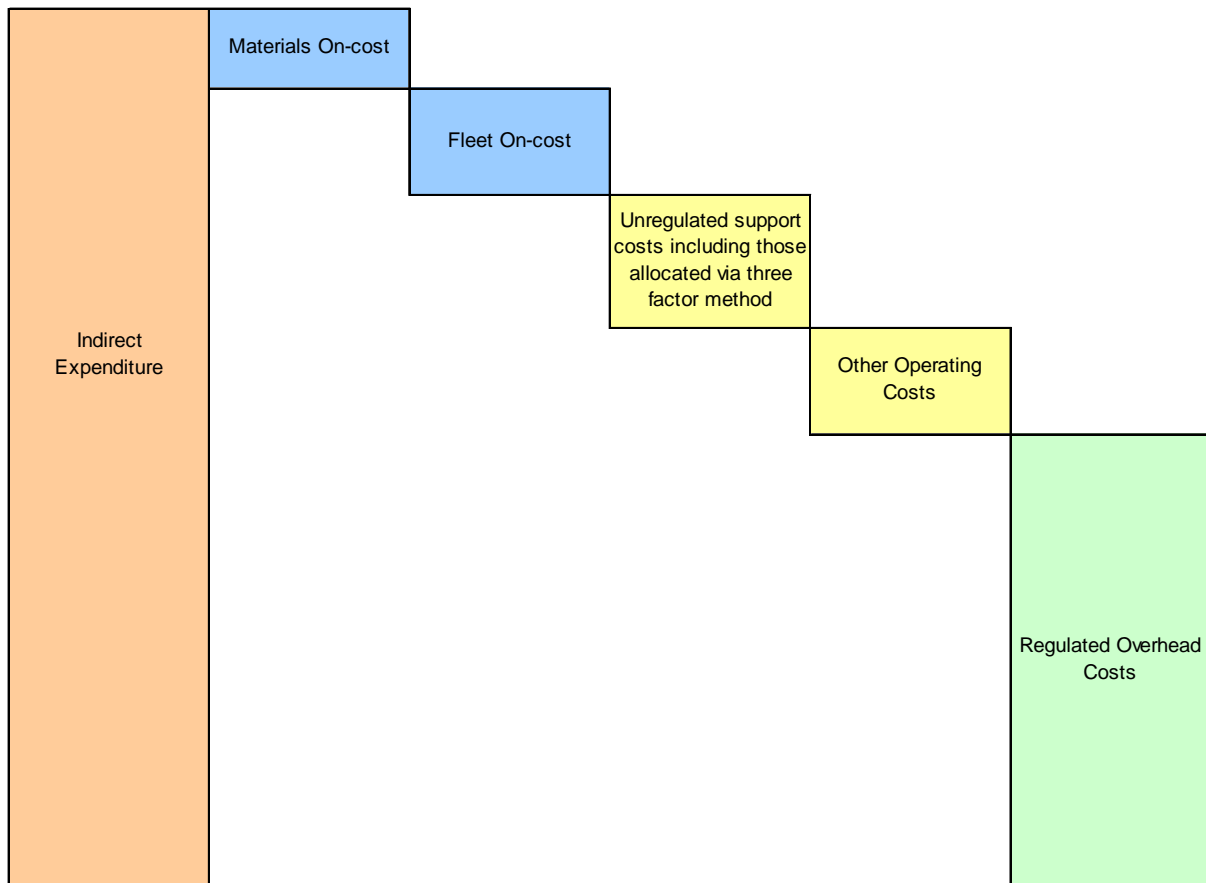 Materials On-cost
Fleet On-cost
Unregulated support
costs including those
allocated via three
factor method
Indirect
Expenditure
Other Operating
Costs
Regulated Overhead
Costs